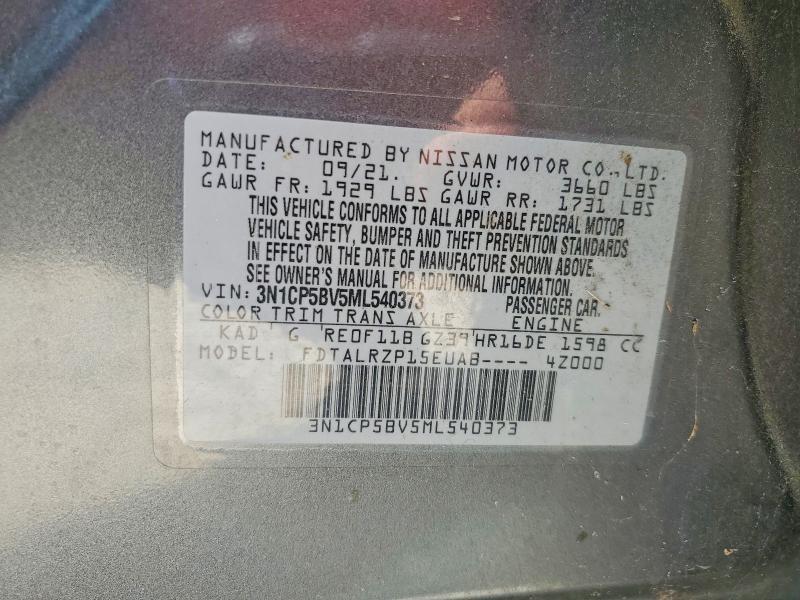 MANUFACTURED BY NISSAN MOTOR CO., LTD.
DATE: 09/21. GVWR: 3660 LBS
GAWR FR: 1929 LBS GAWR RR: 1731 LBS
THIS VEHICLE CONFORMS TO ALL APPLICABLE FEDERAL MOTOR
VEHICLE SAFETY, BUMPER AND THEFT PREVENTION STANDARDS
IN EFFECT ON THE DATE OF MANUFACTURE SHOWN ABOVE.
SEE OWNER'S MANUAL FOR ADDITIONAL INFORMATION.
VIN: 3N1CP5BV5ML540373 PASSENGER CAR.
COLOR TRIM TRANS AXLE ENGINE
KAD G RE0F11B GZ39 HR16DE 1598 CC
MODEL: FDTALRZP15EUAB---- 4Z000
3N1CP5BV5ML540373